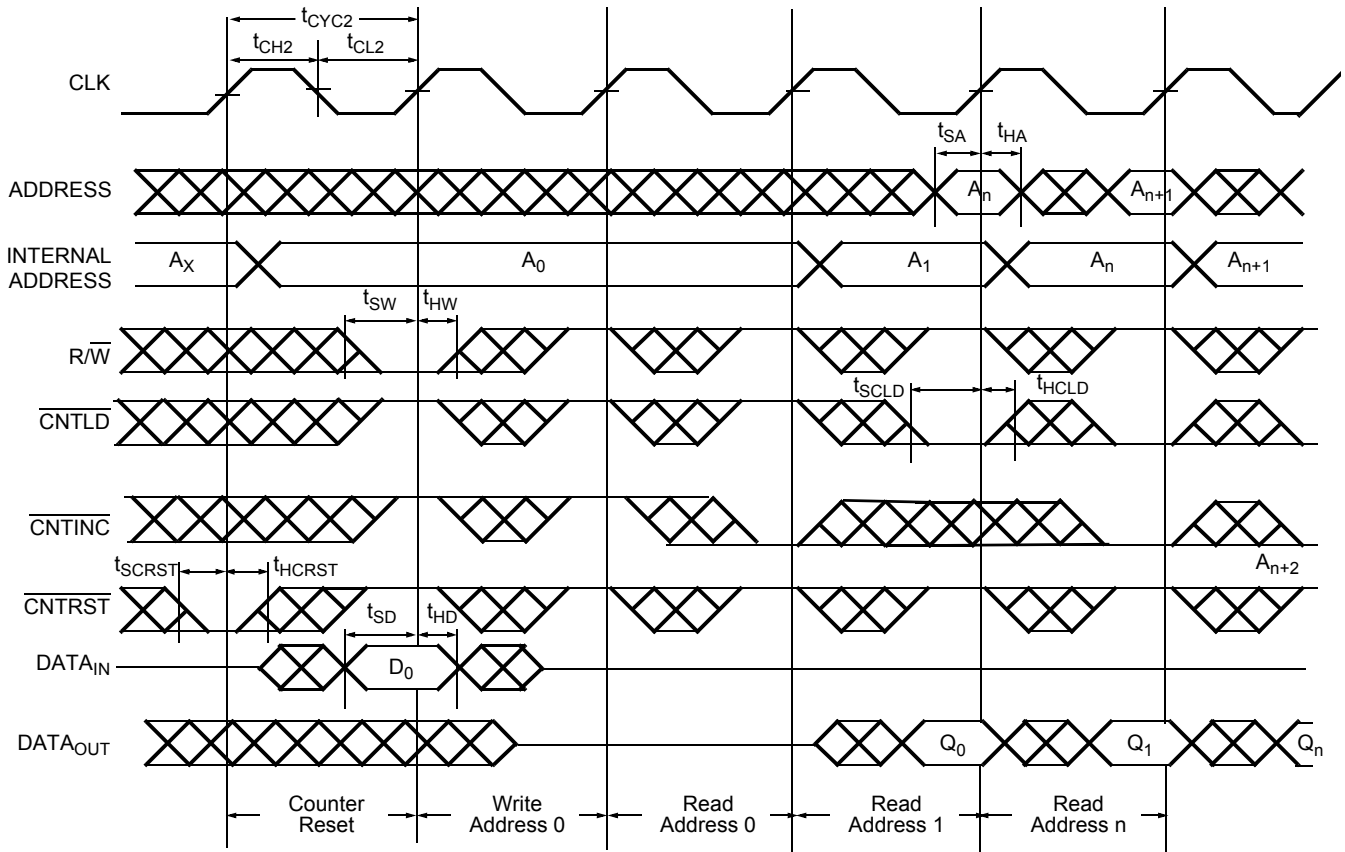 tCYC2
tCH2
tCL2
CLK
tSA
tHA
ADDRESS
An
An+1
INTERNAL
ADDRESS
AX
A0
A1
An
An+1
tSW
tHW
R/W
tSCLD
tHCLD
CNTLD
CNTINC
An+2
tSCRST
tHCRST
CNTRST
tSD
tHD
DATAIN
D0
DATAOUT
Q0
Q1
Qn
Counter
Reset
Write
Address 0
Read
Address 0
Read
Address 1
Read
Address n